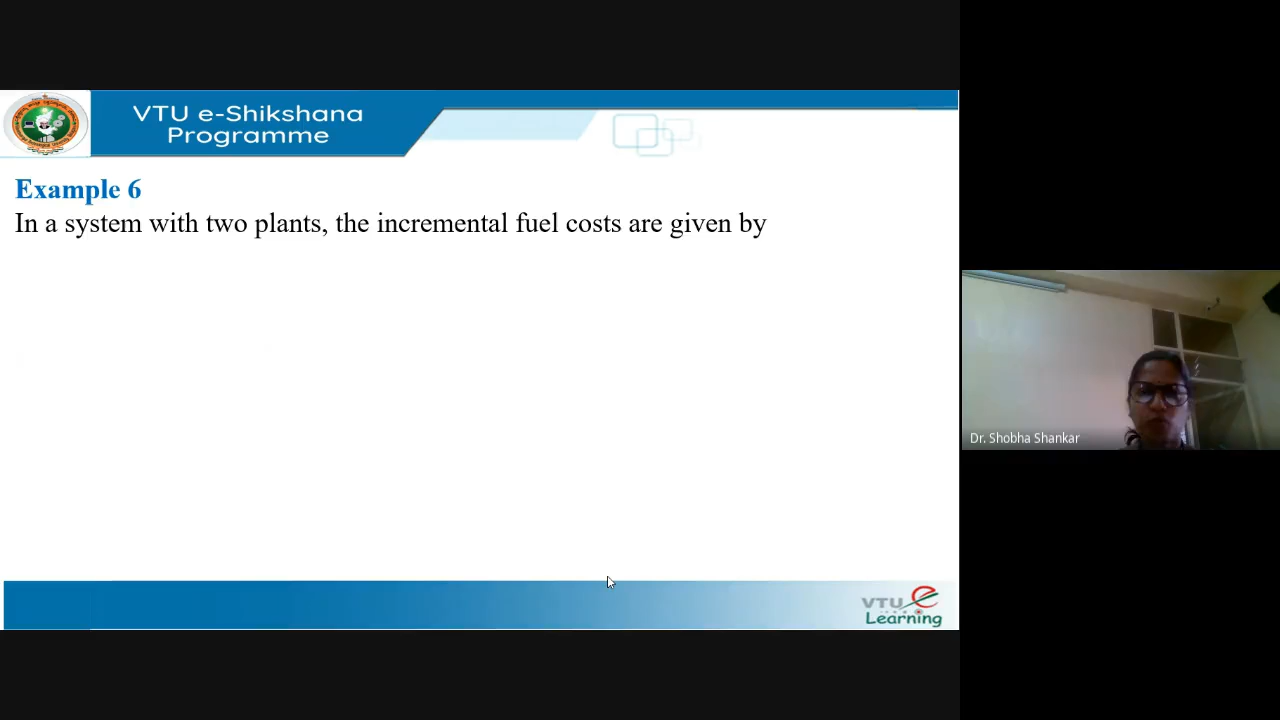 VTU e-Shikshana
Programme
Example 6
In a system with two plants, the incremental fuel costs are given by
Dr. Shobha Shankar
VTU e
Learning